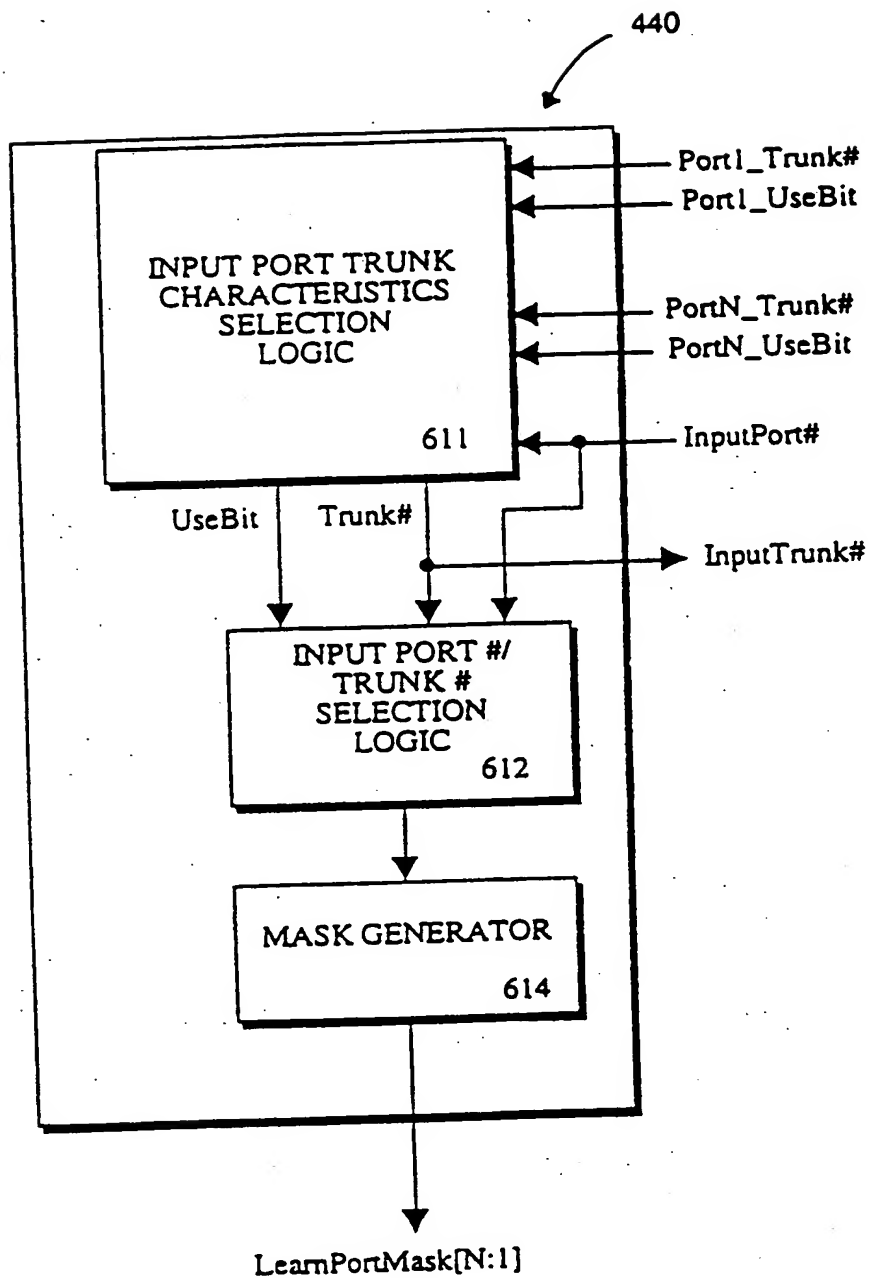 440
Port1_Trunk#
Port1_UseBit
INPUT PORT TRUNK
CHARACTERISTICS
SELECTION
LOGIC
PortN_Trunk#
PortN_UseBit
611
InputPort#
UseBit
Trunk#
InputTrunk#
INPUT PORT #/
TRUNK #
SELECTION
LOGIC
612
MASK GENERATOR
614
LearnPortMask[N:1]